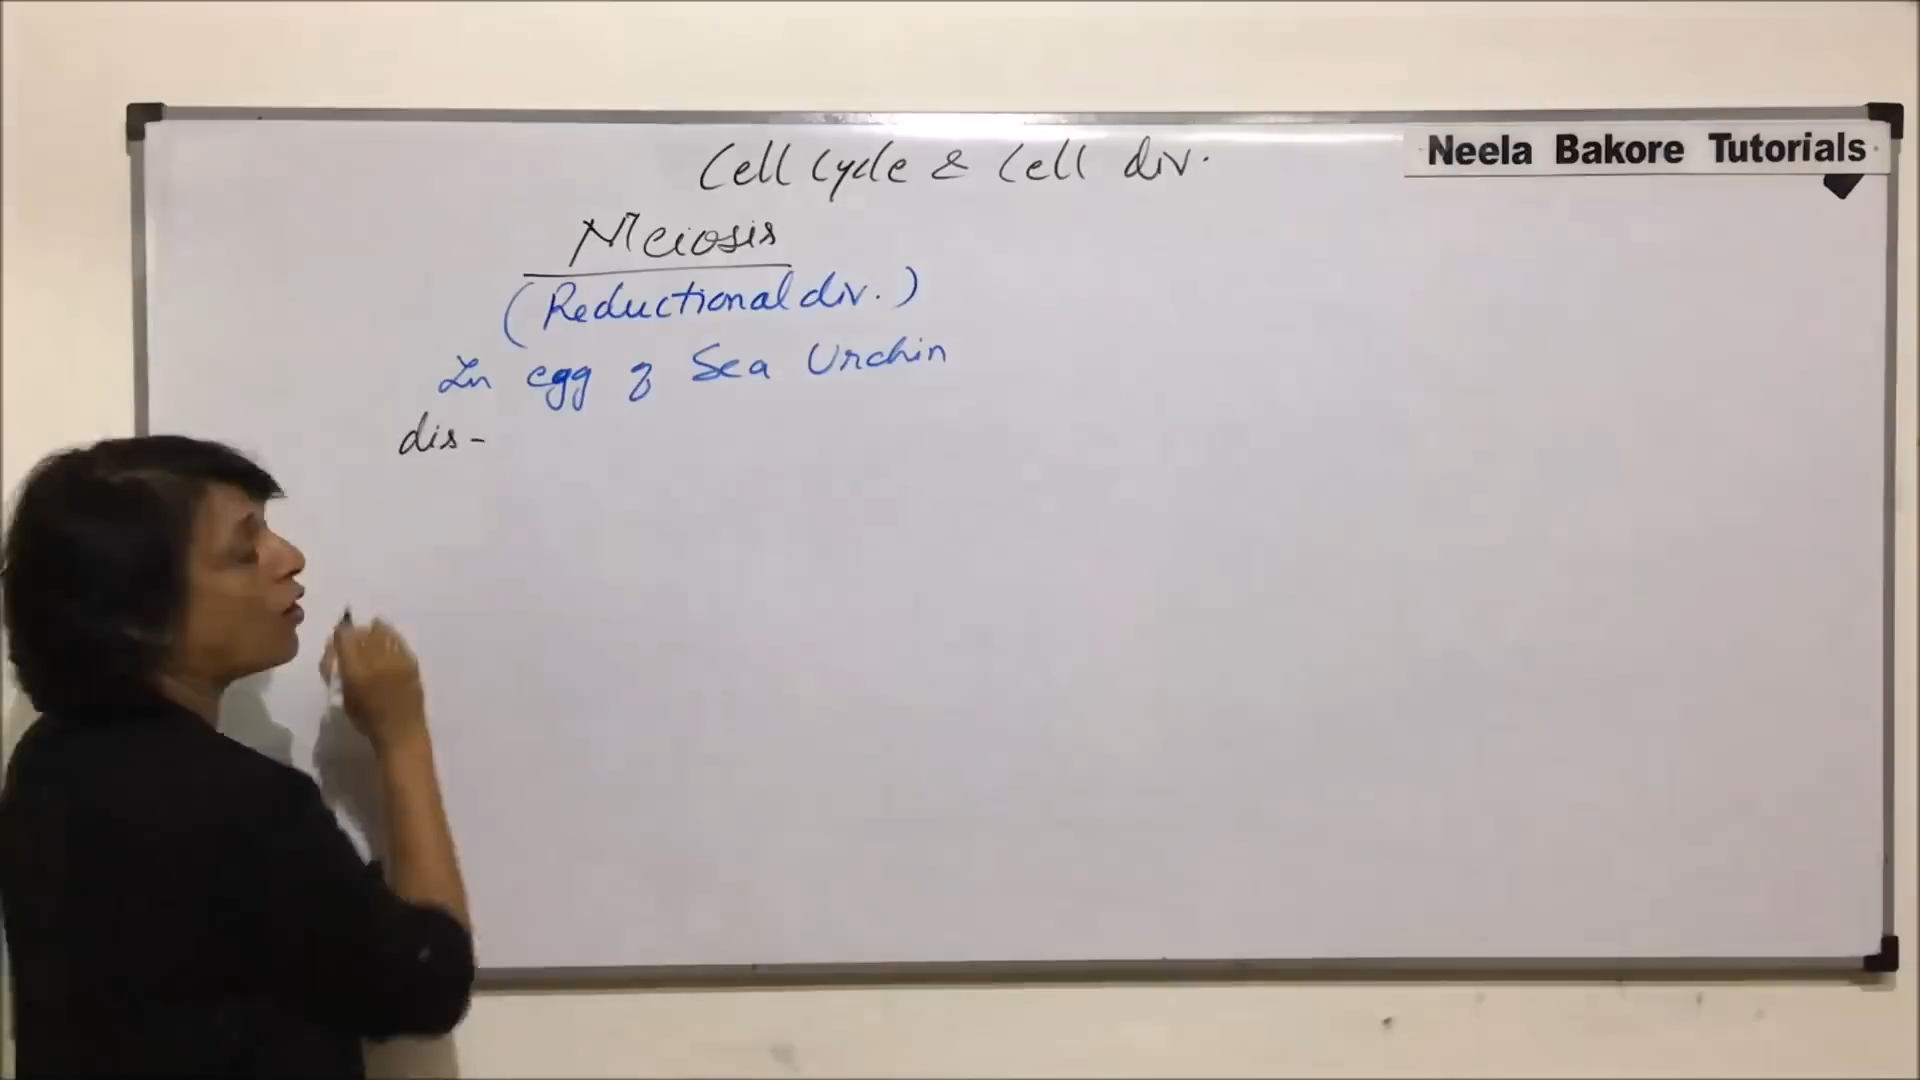 Neela Bakore Tutorials
Cell Cycle & Cell div.
Meiosis
(Reductional div.)
In egg of Sea Urchin
dis-